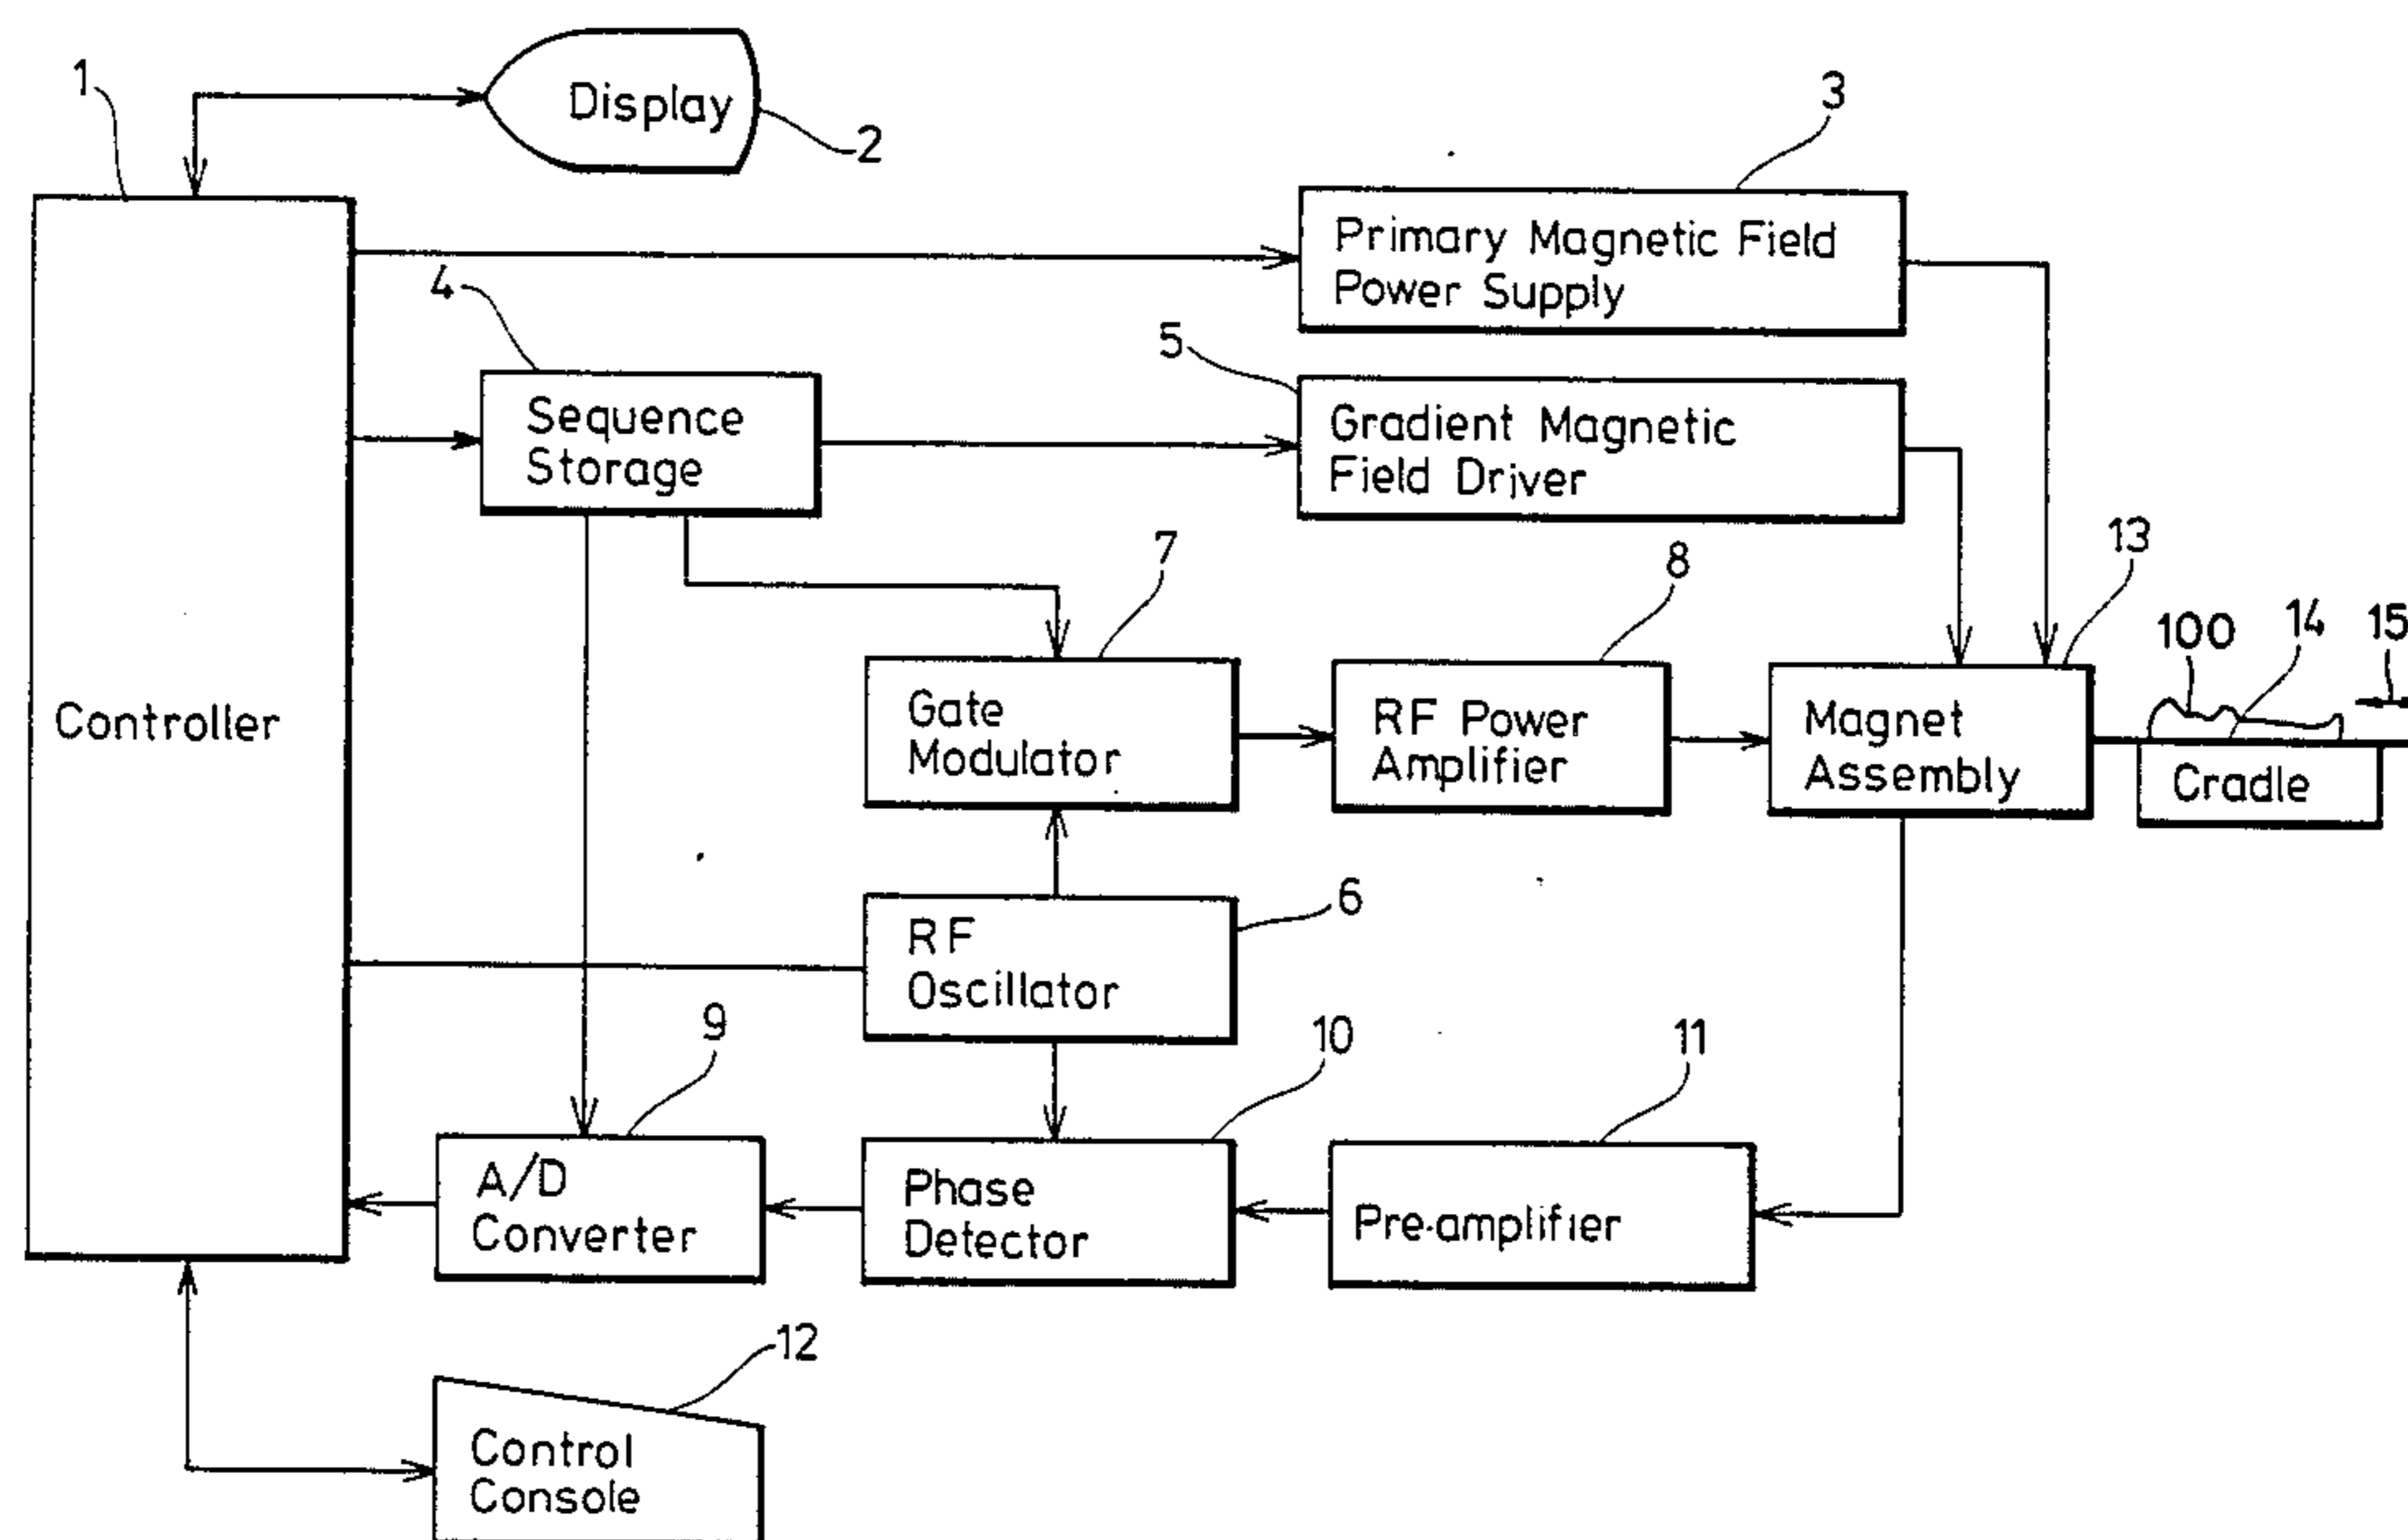 1
Display
2
3
Primary Magnetic Field
Power Supply
4
5
Sequence
Storage
Gradient Magnetic
Field Driver
7
8
13
100
14
15
Controller
Gate
Modulator
RF Power
Amplifier
Magnet
Assembly
Cradle
6
RF
Oscillator
9
10
11
A/D
Converter
Phase
Detector
Pre-amplifier
12
Control
Console